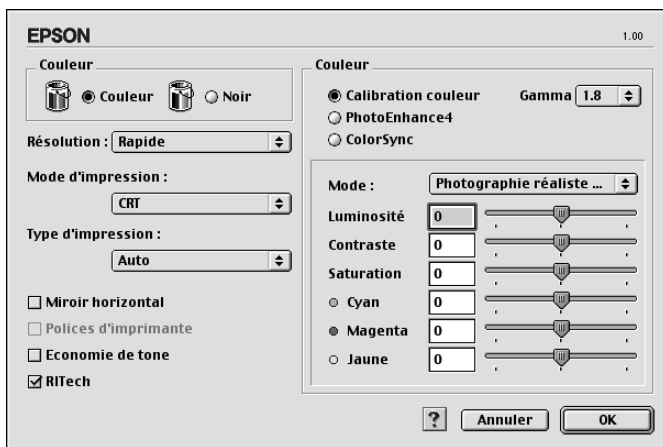 EPSON
1.00
Couleur
Couleur
Noir
Résolution : Rapide
Mode d'impression :
CRT
Type d'impression :
Auto
Miroir horizontal
Polices d'imprimante
Economie de tone
RITech
Couleur
Calibration couleur
Gamma 1.8
PhotoEnhance4
ColorSync
Mode : Photographie réaliste ...
Luminosité 0
Contraste 0
Saturation 0
Cyan 0
Magenta 0
Jaune 0
?
Annuler
OK